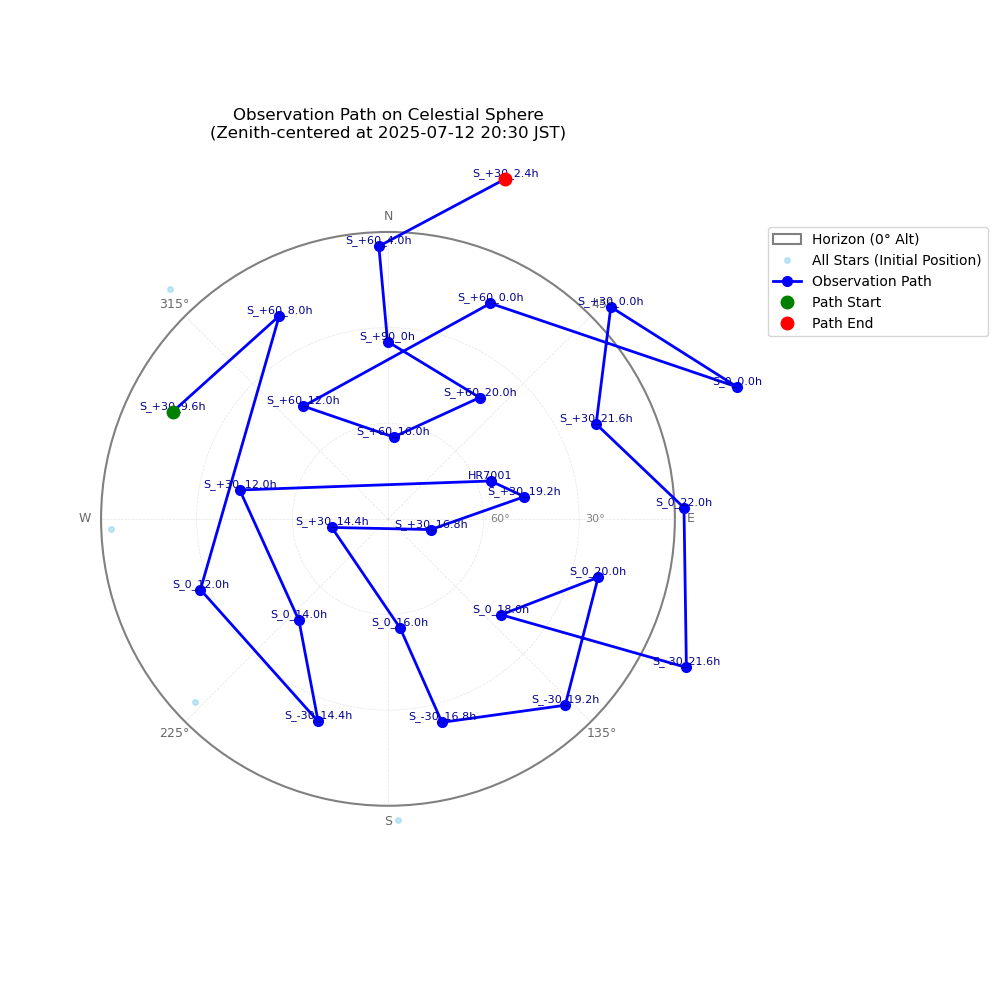 Observation Path on Celestial Sphere
(Zenith-centered at 2025-07-12 20:30 JST)
S_+30_2.4h
N
S_+60_4.0h
Horizon (0° Alt)
All Stars (Initial Position)
Observation Path
Path Start
Path End
315°
S_+60_8.0h
S_+60_0.0h
45°
S_+30_0.0h
S_+90_0h
S_0_0.0h
S_+30_9.6h
S_+60_12.0h
S_+60_20.0h
S_+30_21.6h
S_+60_16.0h
HR7001
S_+30_12.0h
S_+30_19.2h
S_0_22.0h
W
S_+30_14.4h
S_+30_16.8h
60°
30°
E
S_0_12.0h
S_0_20.0h
S_0_14.0h
S_0_16.0h
S_0_18.0h
S_-30_21.6h
S_-30_14.4h
S_-30_16.8h
S_-30_19.2h
225°
135°
S